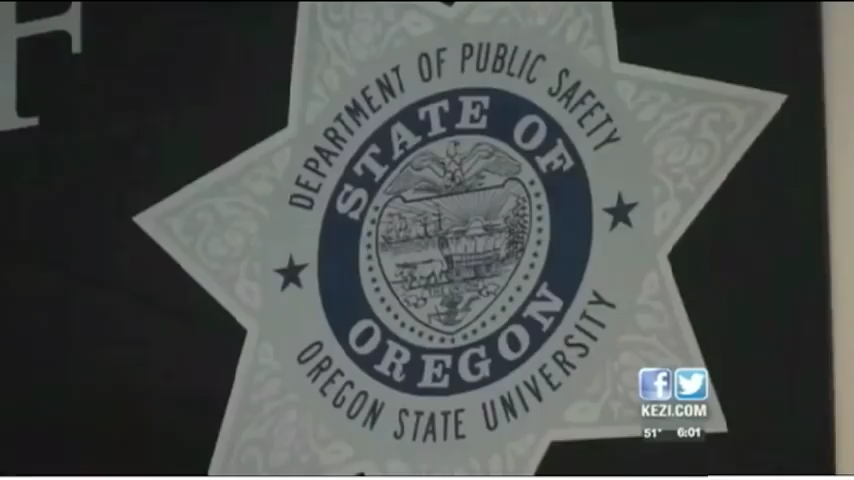 F
DEPARTMENT OF PUBLIC SAFETY
STATE OF
OREGON
OREGON STATE UNIVERSITY
f
KEZI.COM
51° 6:01